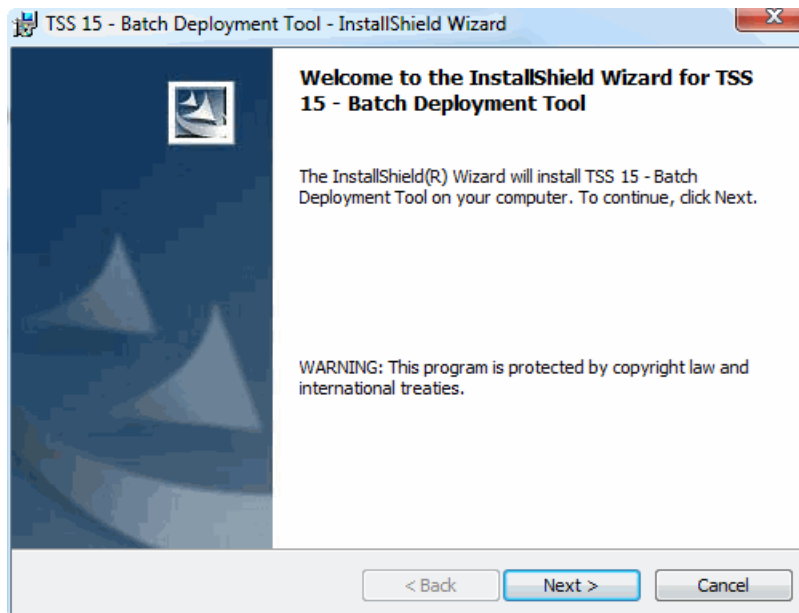 TSS 15 - Batch Deployment Tool - InstallShield Wizard
Welcome to the InstallShield Wizard for TSS
15 - Batch Deployment Tool
The InstallShield(R) Wizard will install TSS 15 - Batch
Deployment Tool on your computer. To continue, click Next.
WARNING: This program is protected by copyright law and
international treaties.
< Back
Next >
Cancel